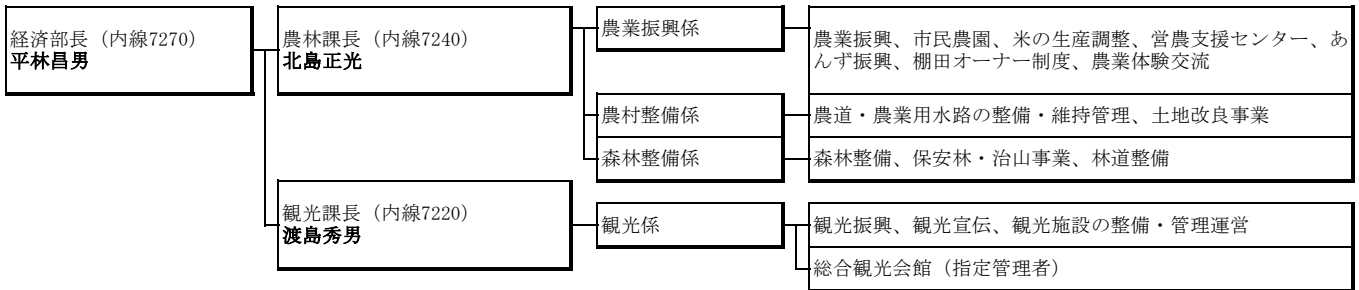 経済部長（内線7270）
平林昌男
農林課長（内線7240）
北島正光
農業振興係
農業振興、市民農園、米の生産調整、営農支援センター、あ
んず振興、棚田オーナー制度、農業体験交流
農村整備係
農道・農業用水路の整備・維持管理、土地改良事業
森林整備係
森林整備、保安林・治山事業、林道整備
観光課長（内線7220）
渡島秀男
観光係
観光振興、観光宣伝、観光施設の整備・管理運営
総合観光会館（指定管理者）